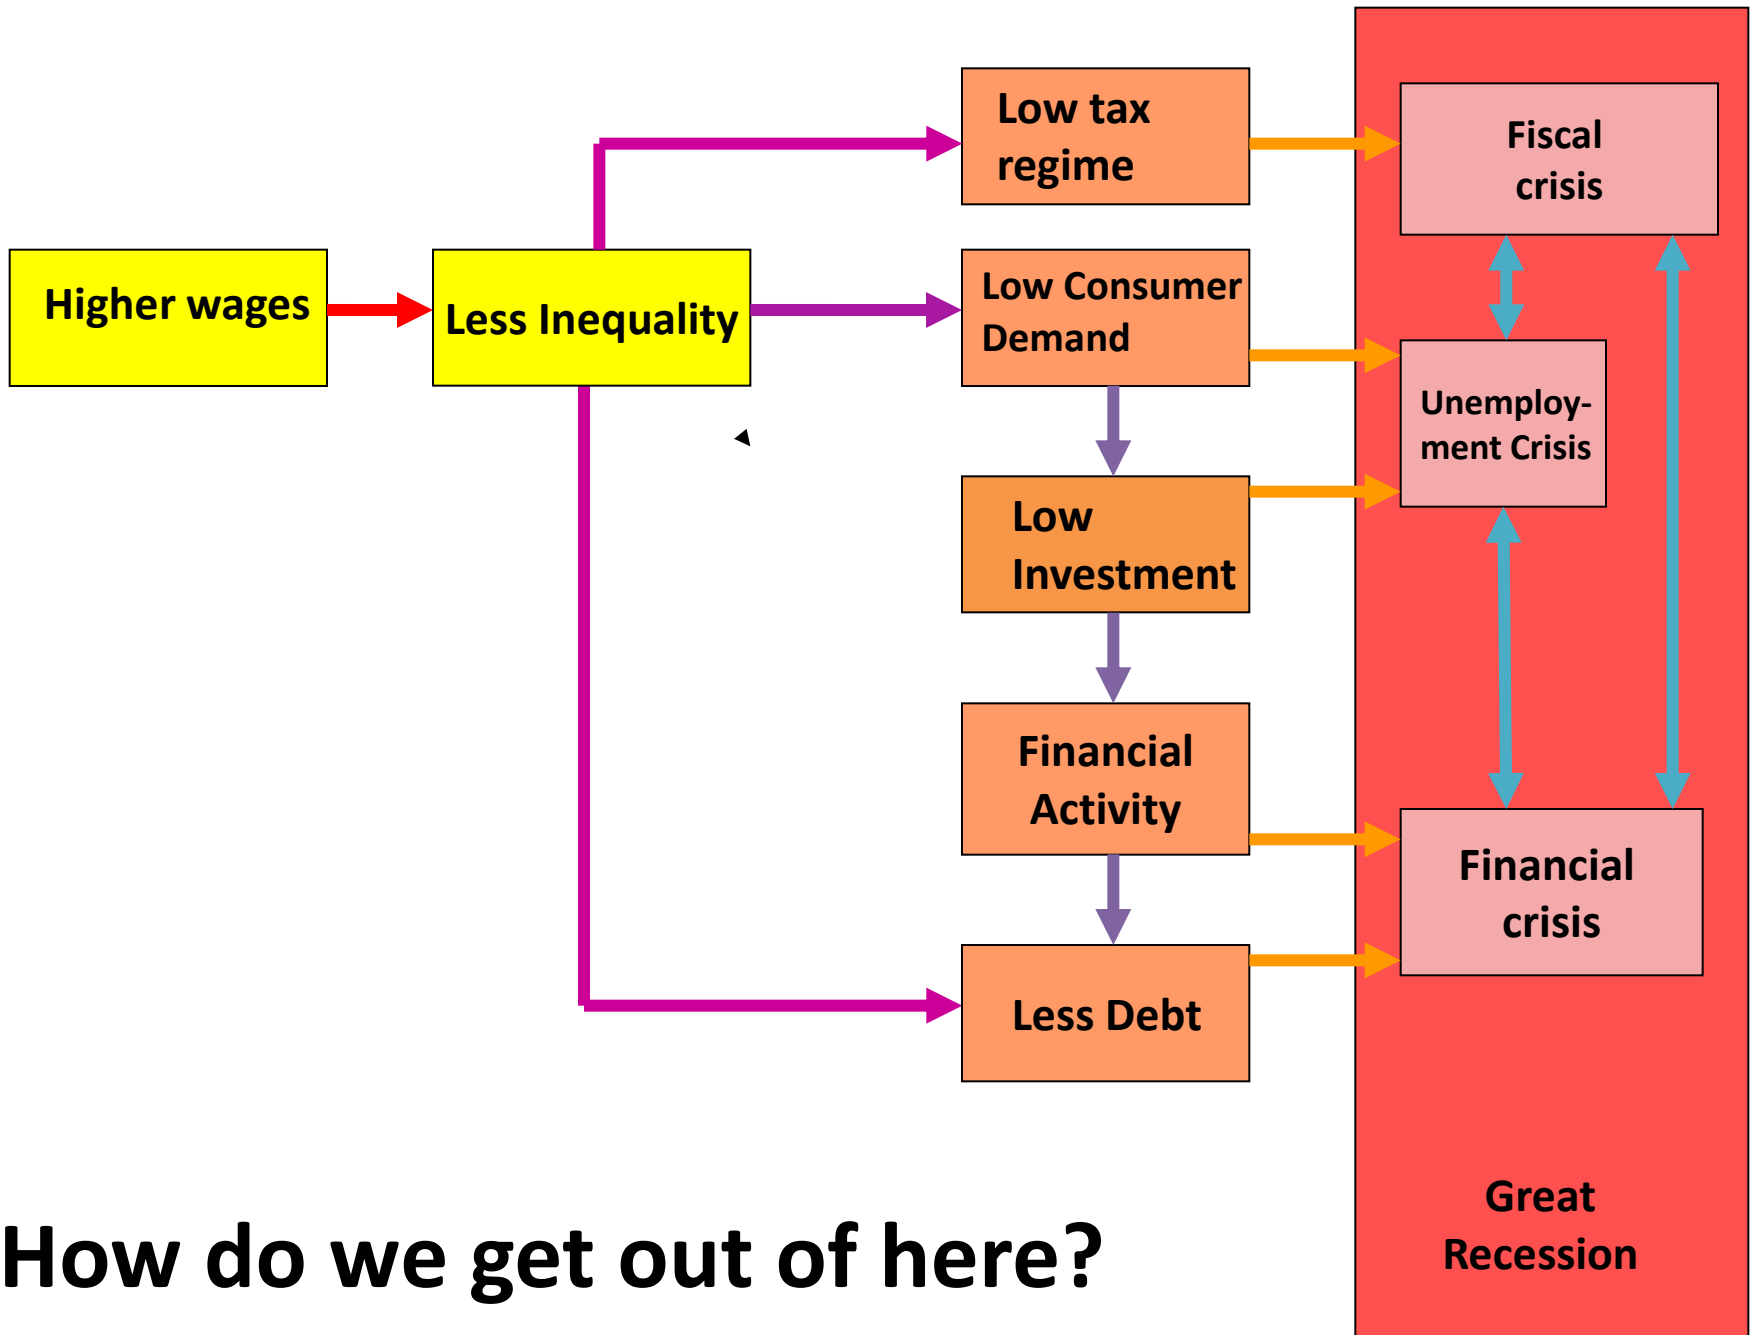 Low tax
regime
Fiscal
crisis
Higher wages
Less Inequality
Low Consumer
Demand
Unemploy-
ment Crisis
Low
Investment
Financial
Activity
Financial
crisis
Less Debt
Great
Recession
How do we get out of here?